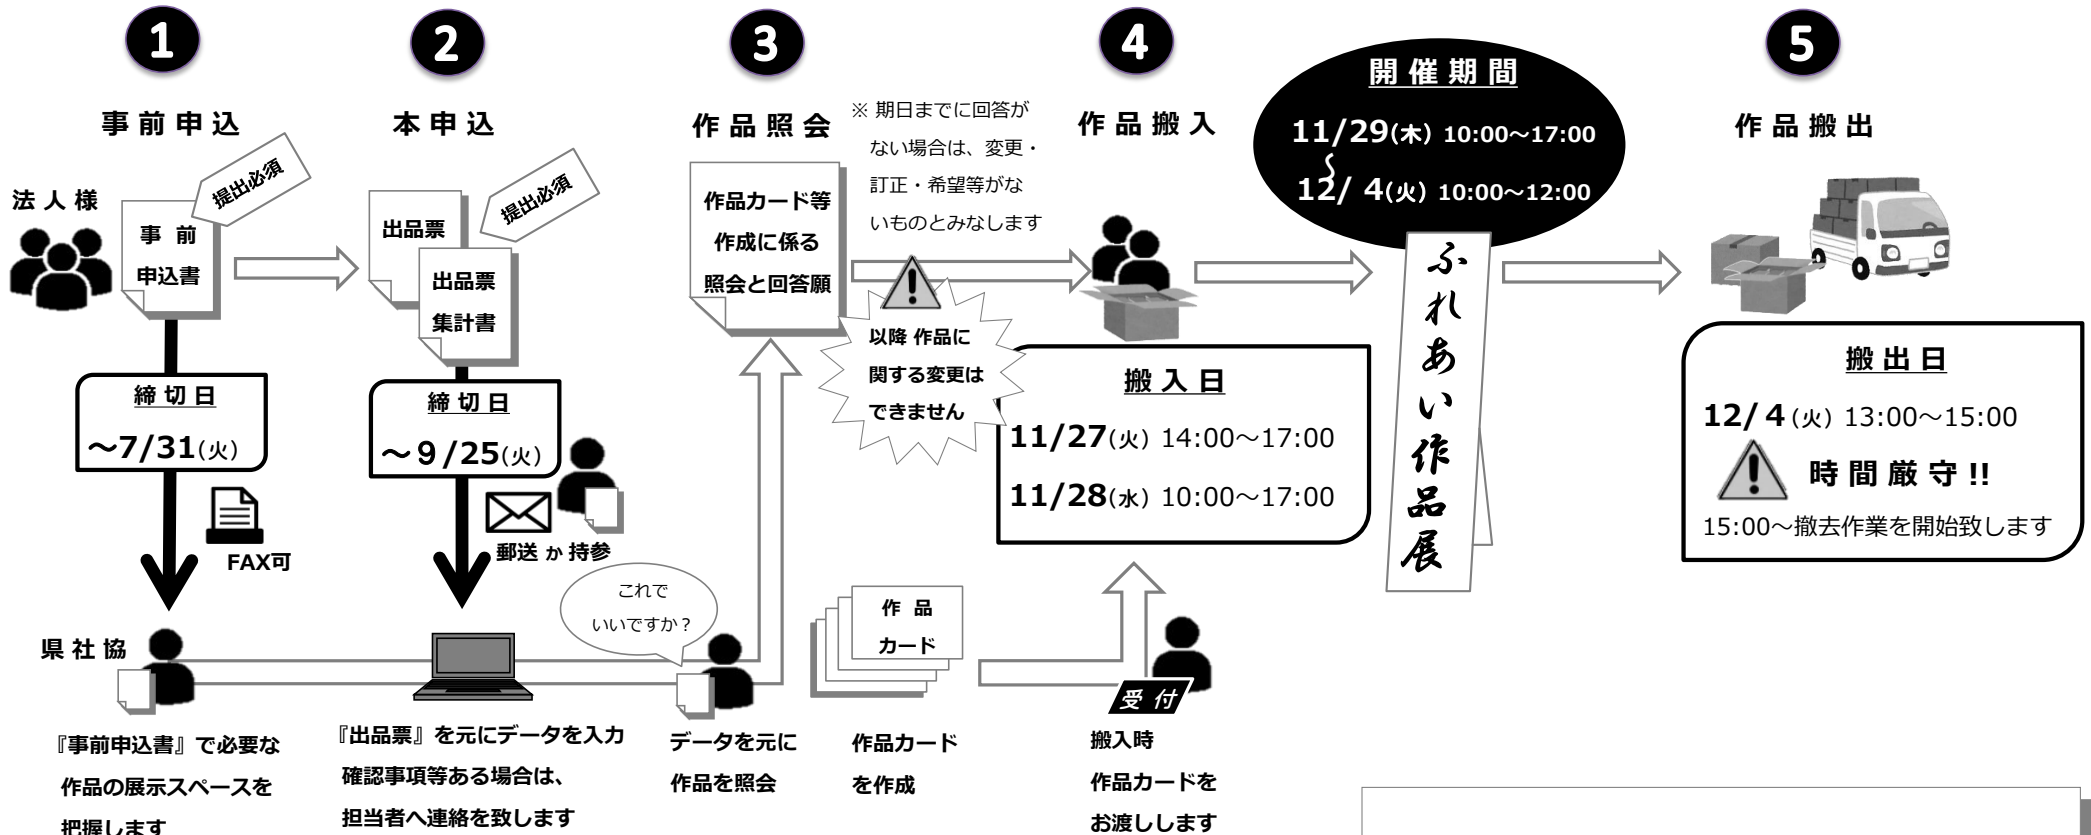 1
事前申込
法人様
提出必須
事 前
申込書
締切日
～7/31(火)
FAX可
県社協
『事前申込書』で必要な
作品の展示スペースを
把握します
2
本申込
提出必須
出品票
出品票
集計書
締切日
～9/25(火)
郵送 か 持参
『出品票』を元にデータを入力
確認事項等ある場合は、
担当者へ連絡を致します
3
作品照会
作品カード等
作成に係る
照会と回答願
※ 期日までに回答が
ない場合は、変更・
訂正・希望等がな
いものとみなします
以降 作品に
関する変更は
できません
これで
いいですか？
データを元に
作品を照会
作 品
カード
作品カード
を作成
4
作品搬入
搬入日
11/27(火) 14:00～17:00
11/28(水) 10:00～17:00
受付
搬入時
作品カードを
お渡しします
開催期間
11/29(木) 10:00～17:00
～
12/ 4(火) 10:00～12:00
ふれあい作品展
5
作品搬出
搬出日
12/ 4 (火) 13:00～15:00
時間厳守!!
15:00～撤去作業を開始致します